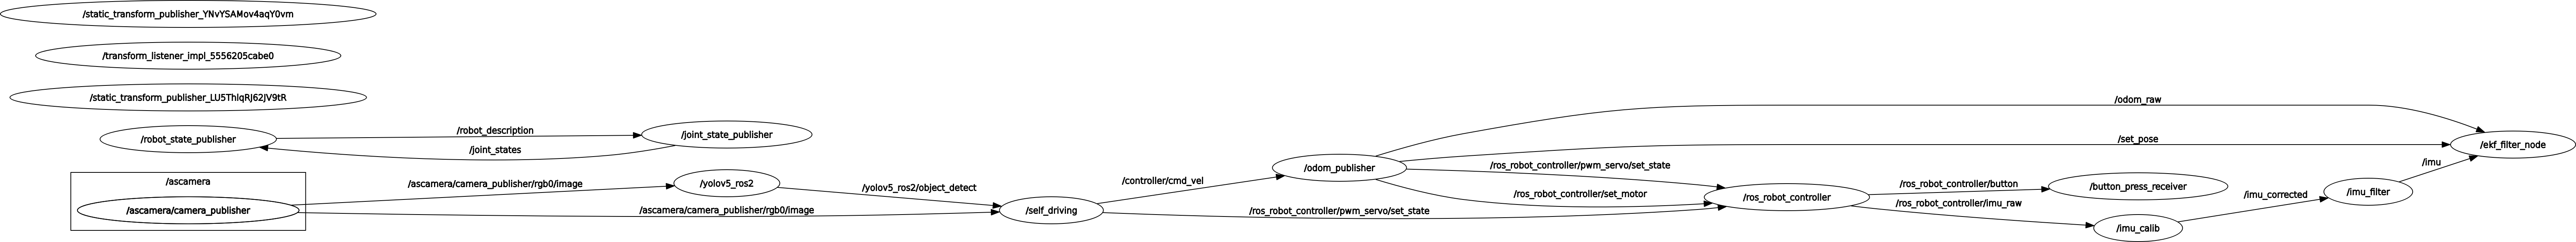 /static_transform_publisher_YNvYSAMov4aqY0vm
/transform_listener_impl_5556205cabe0
/static_transform_publisher_LU5ThlqRJ62JV9tR
/robot_state_publisher
/robot_description
/joint_states
/joint_state_publisher
/ascamera
/ascamera/camera_publisher
/ascamera/camera_publisher/rgb0/image
/ascamera/camera_publisher/rgb0/image
/yolov5_ros2
/yolov5_ros2/object_detect
/self_driving
/controller/cmd_vel
/ros_robot_controller/pwm_servo/set_state
/odom_publisher
/odom_raw
/set_pose
/ros_robot_controller/pwm_servo/set_state
/ros_robot_controller/set_motor
/ros_robot_controller
/ros_robot_controller/button
/ros_robot_controller/imu_raw
/button_press_receiver
/imu_calib
/imu_corrected
/imu_filter
/imu
/ekf_filter_node